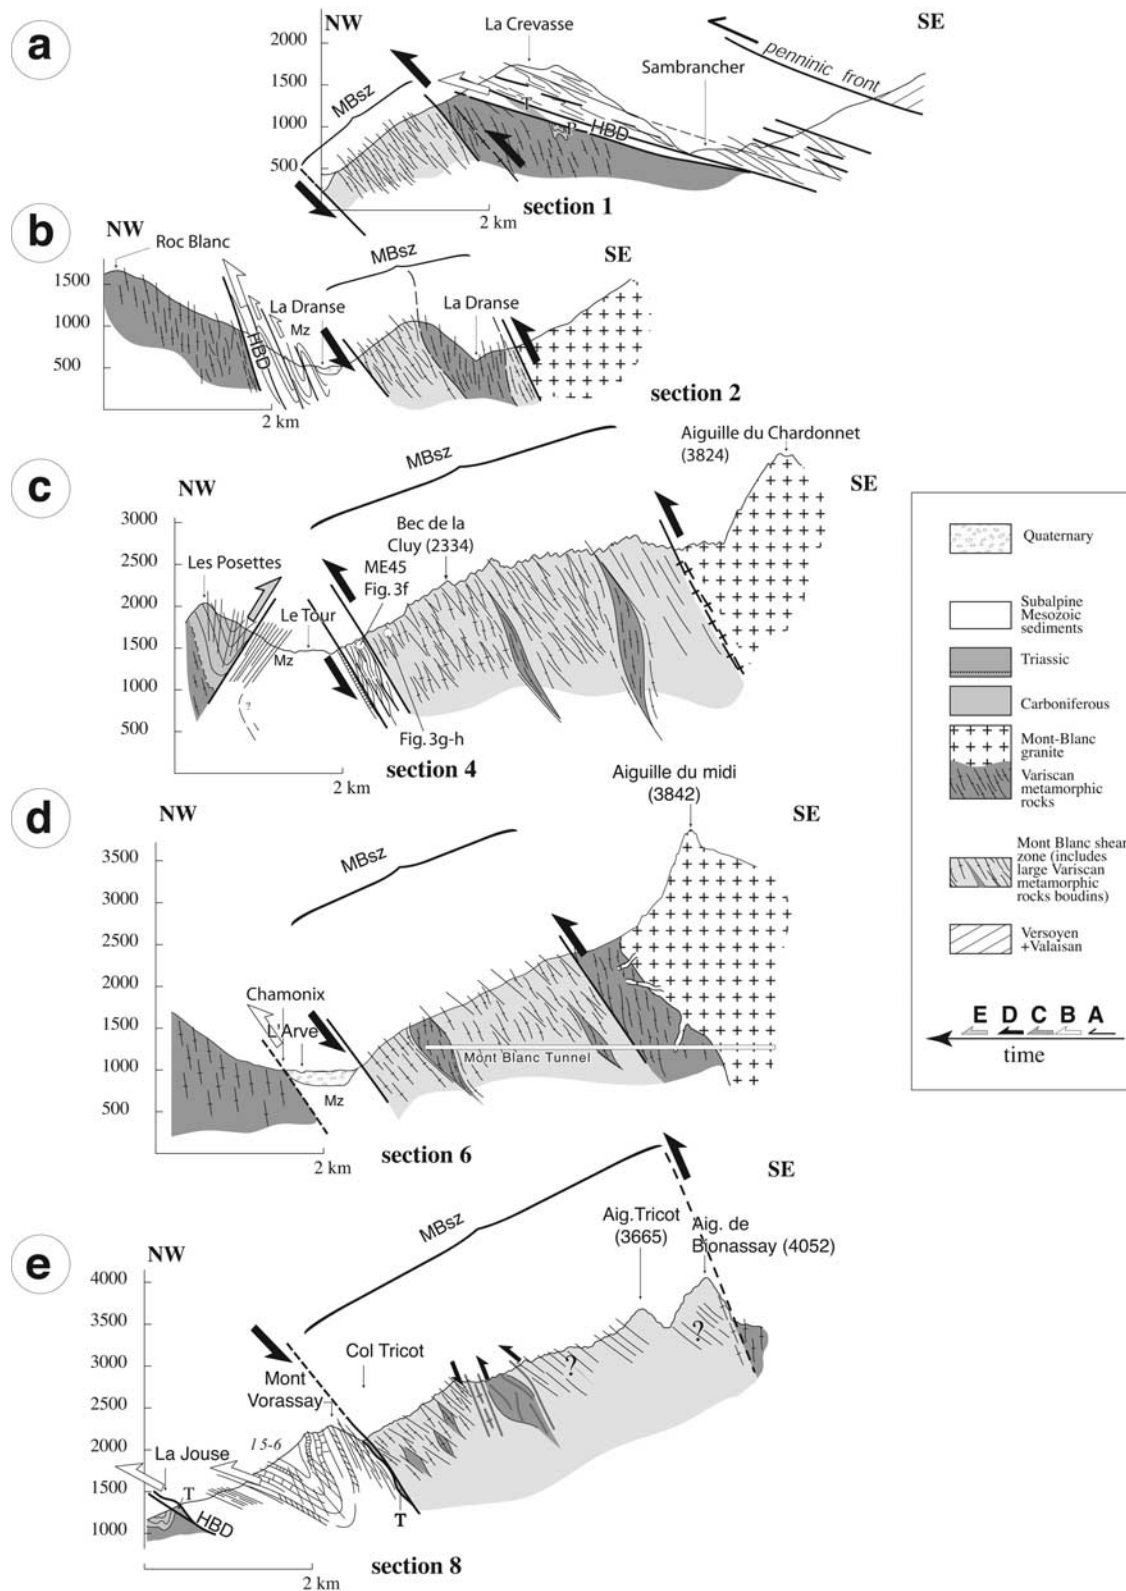 a
NW
SE
La Crevasse
2000
penninic front
Sambrancher
1500
MBsz
T
1000
P
HBD
500
section 1
2 km
b
NW
Roc Blanc
MBsz
SE
1500
La Dranse
La Dranse
Mz
1000
HBD
500
section 2
2 km
c
NW
MBsz
Aiguille du Chardonnet
(3824)
SE
3000
Bec de la
Cluy (2334)
2500
Les Posettes
ME45
Fig. 3f
2000
Le Tour
1500
Mz
1000
?
500
Fig. 3g-h
section 4
2 km
d
NW
Aiguille du midi
(3842)
SE
MBsz
3500
3000
2500
2000
Chamonix
1500
L'Arve
1000
Mont Blanc Tunnel
Mz
500
section 6
2 km
e
NW
MBsz
SE
Aig.Tricot
(3665)
Aig. de
Bionassay (4052)
4000
3500
?
Col Tricot
3000
?
Mont
Vorassay
2500
15-6
2000
La Jouse
T
1500
HBD
T
1000
section 8
2 km
Quaternary
Subalpine
Mesozoic
sediments
Triassic
Carboniferous
Mont-Blanc
granite
Variscan
metamorphic
rocks
Mont Blanc shear
zone (includes
large Variscan
metamorphic
rocks boudins)
Versoyen
+Valaisan
E D C B A
time